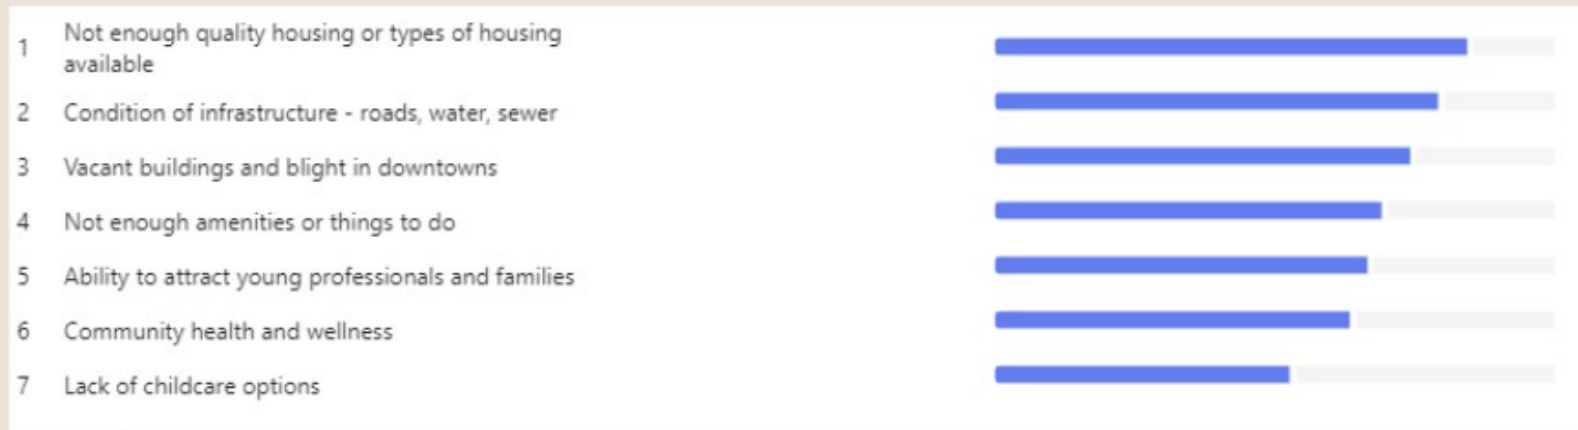 1 Not enough quality housing or types of housing
available
2 Condition of infrastructure - roads, water, sewer
3 Vacant buildings and blight in downtowns
4 Not enough amenities or things to do
5 Ability to attract young professionals and families
6 Community health and wellness
7 Lack of childcare options